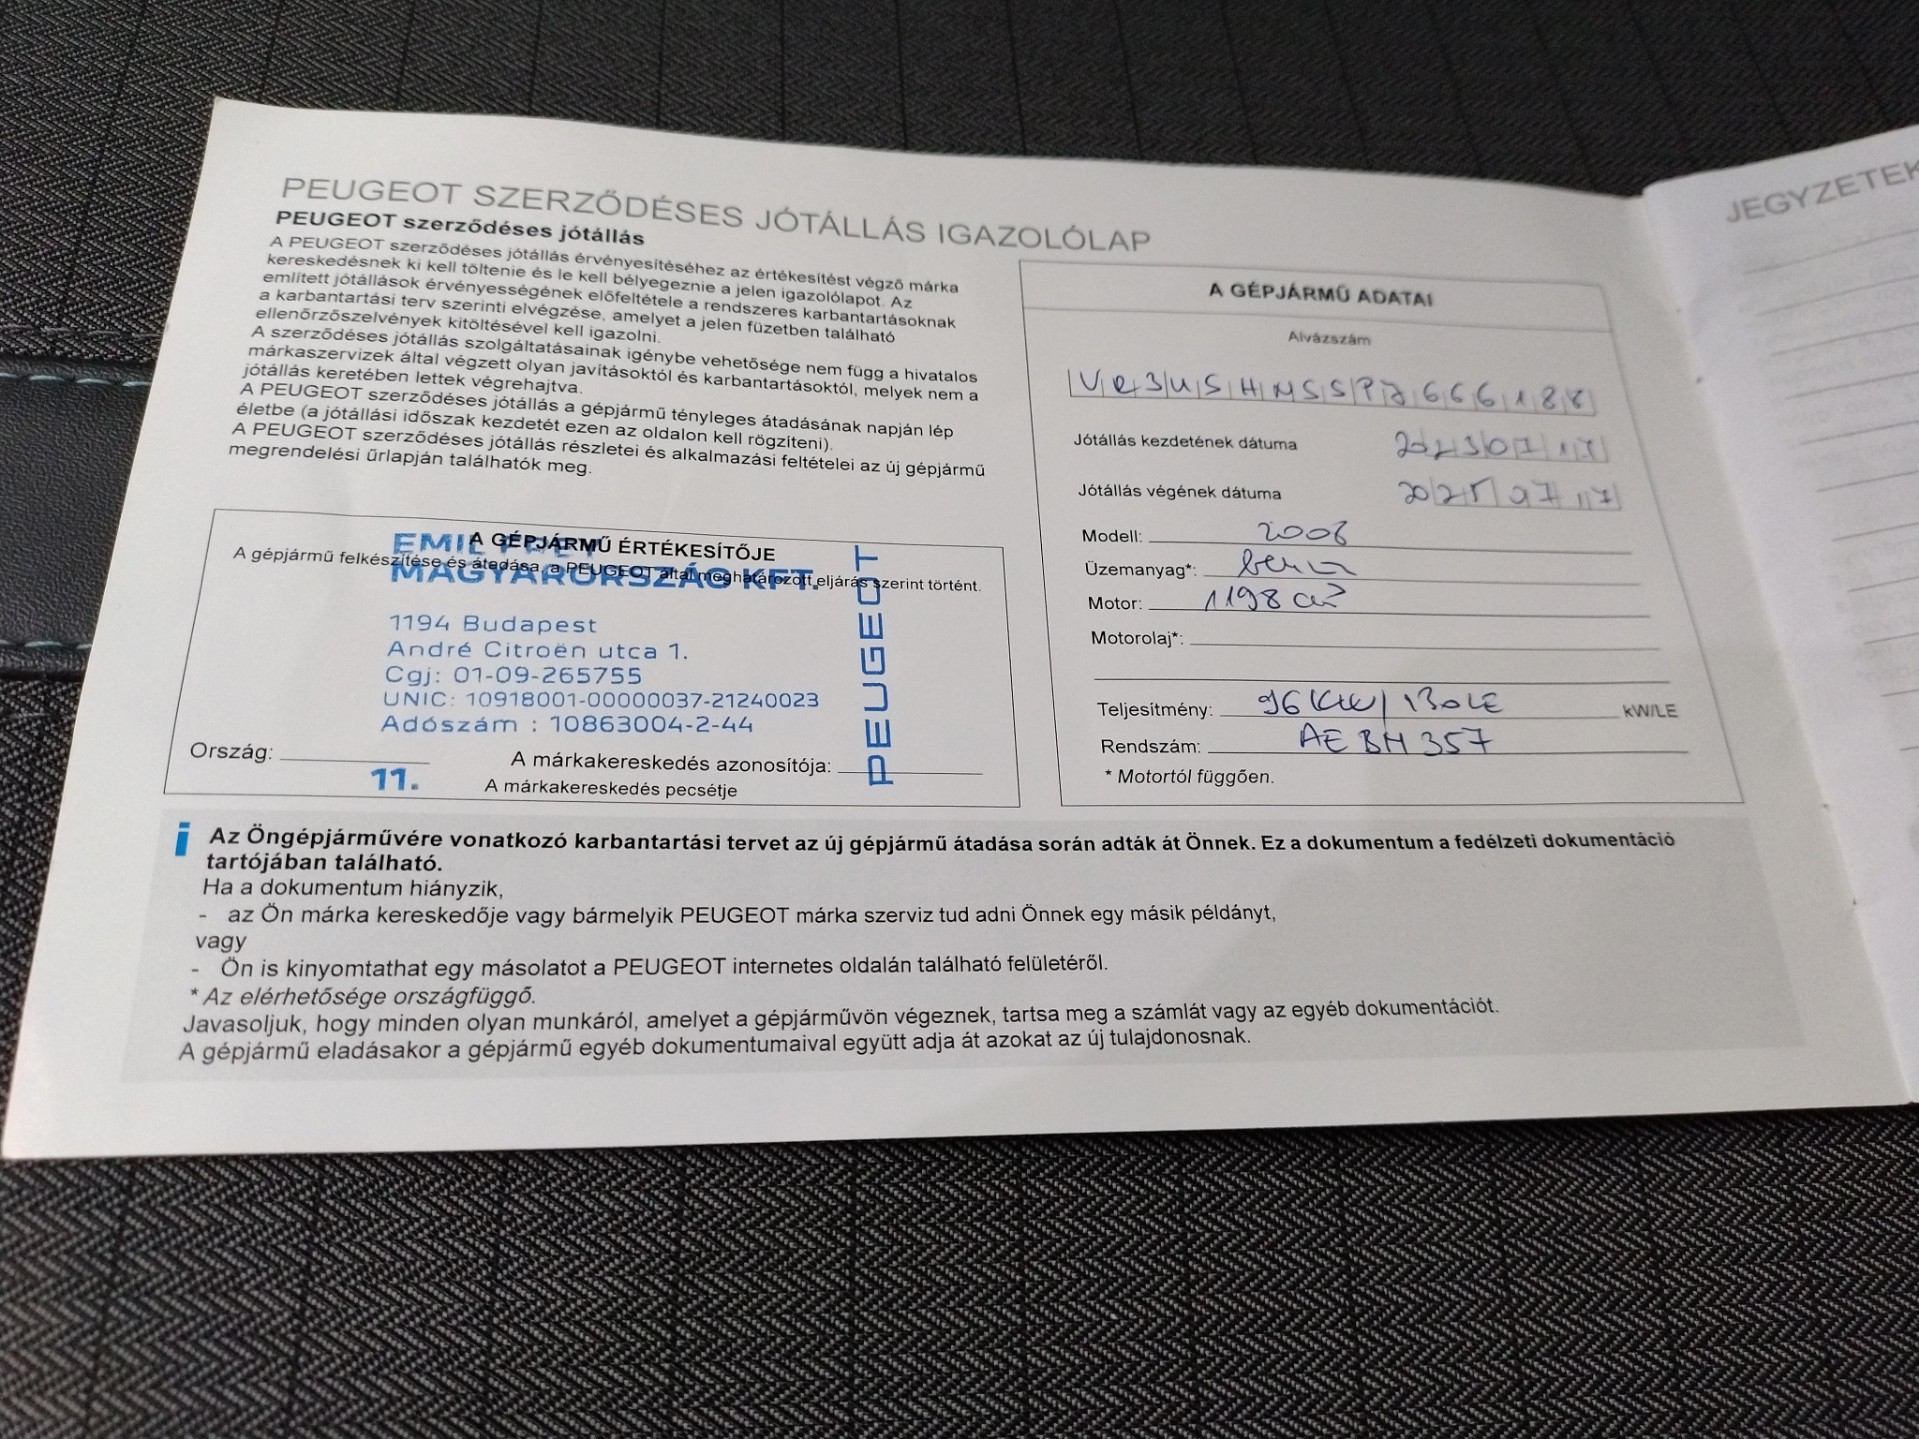 PEUGEOT SZERZŐDÉSES JÓTÁLLÁS IGAZOLÓLAP
PEUGEOT szerződéses jótállás
A PEUGEOT szerződéses jótállás érvényesítéséhez az értékesítést végző márka
kereskedésnek ki kell töltenie és le kell bélyegeznie a jelen igazolólapot. Az
említett jótállások érvényességének előfeltétele a rendszeres karbantartásoknak
a karbantartási terv szerinti elvégzése, amelyet a jelen füzetben található
ellenőrzőszelvények kitöltésével kell igazolni.
A szerződéses jótállás szolgáltatásainak igénybe vehetősége nem függ a hivatalos
márkaszervizek által végzett olyan javításoktól és karbantartásoktól, melyek nem a
jótállás keretében lettek végrehajtva.
A PEUGEOT szerződéses jótállás a gépjármű tényleges átadásának napján lép
életbe (a jótállási időszak kezdetét ezen az oldalon kell rögzíteni).
A PEUGEOT szerződéses jótállás részletei és alkalmazási feltételei az új gépjármű
megrendelési űrlapján találhatók meg.
A GÉPJÁRMŰ ÉRTÉKESÍTŐJE
A gépjármű felkészítése és átadása, a PEUGEOT által meghatározott eljárás szerint történt.
EMIL FREY
MAGYARORSZÁG KFT.
1194 Budapest
André Citroën utca 1.
Cgj: 01-09-265755
UNIC: 10918001-00000037-21240023
Adószám : 10863004-2-44
11.
PEUGEOT
Ország:
A márkakereskedés azonosítója:
A márkakereskedés pecsétje
A GÉPJÁRMŰ ADATAI
Alvázszám
Jótállás kezdetének dátuma 2023 07 17
Jótállás végének dátuma 2025 07 17
Modell: 2008
Üzemanyag*: benzin
Motor: 1198 cm³
Motorolaj*:
Teljesítmény: 96 KW/130LE kW/LE
Rendszám: AE BH 357
* Motortól függően.
i Az Öngépjárművére vonatkozó karbantartási tervet az új gépjármű átadása során adták át Önnek. Ez a dokumentum a fedélzeti dokumentáció
tartójában található.
Ha a dokumentum hiányzik,
- az Ön márka kereskedője vagy bármelyik PEUGEOT márka szerviz tud adni Önnek egy másik példányt,
vagy
- Ön is kinyomtathat egy másolatot a PEUGEOT internetes oldalán található felületéről.
* Az elérhetősége országfüggő.
Javasoljuk, hogy minden olyan munkáról, amelyet a gépjárművön végeznek, tartsa meg a számlát vagy az egyéb dokumentációt.
A gépjármű eladásakor a gépjármű egyéb dokumentumaival együtt adja át azokat az új tulajdonosnak.
JEGYZETEK